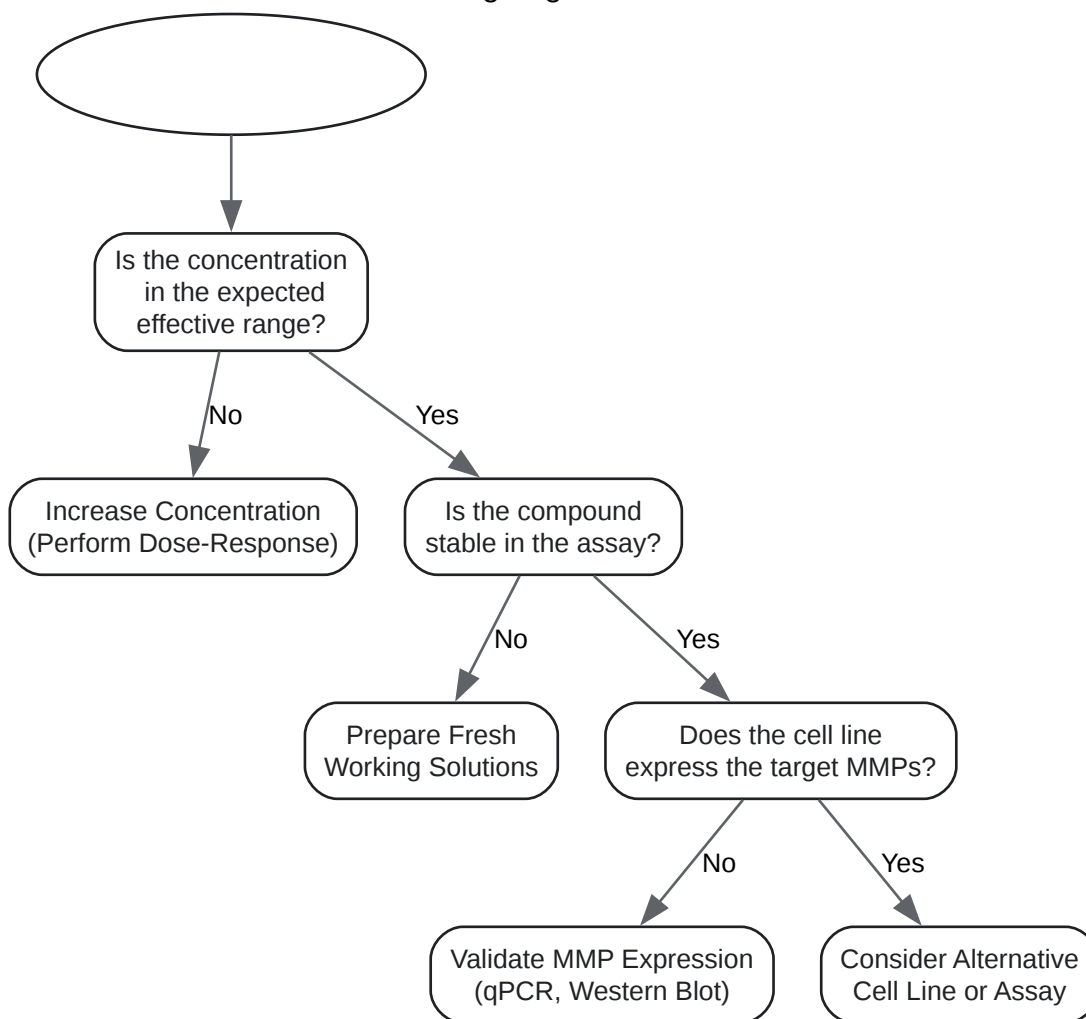 Is the concentration
in the expected
effective range?
No
Yes
Increase Concentration
(Perform Dose-Response)
Is the compound
stable in the assay?
No
Yes
Prepare Fresh
Working Solutions
Does the cell line
express the target MMPs?
No
Yes
Validate MMP Expression
(qPCR, Western Blot)
Consider Alternative
Cell Line or Assay